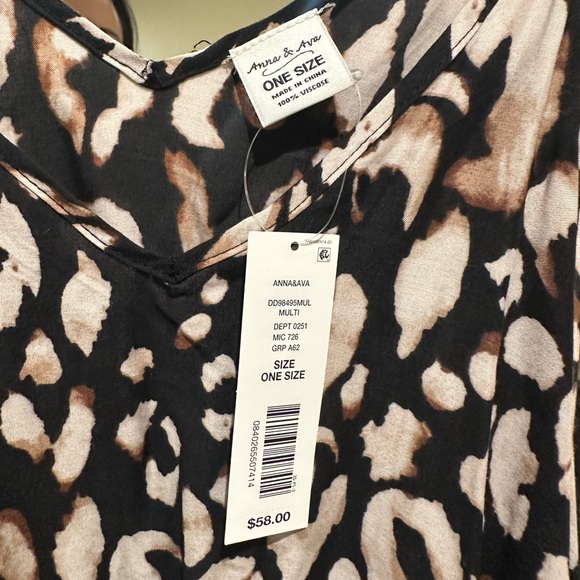 Anna & Ava
ONE SIZE
MADE IN CHINA
100% VISCOSE
ANNA&AVA
DD98495MUL
MULTI
DEPT 0251
MIC 726
GRP A62
SIZE
ONE SIZE
0840265507414
$58.00